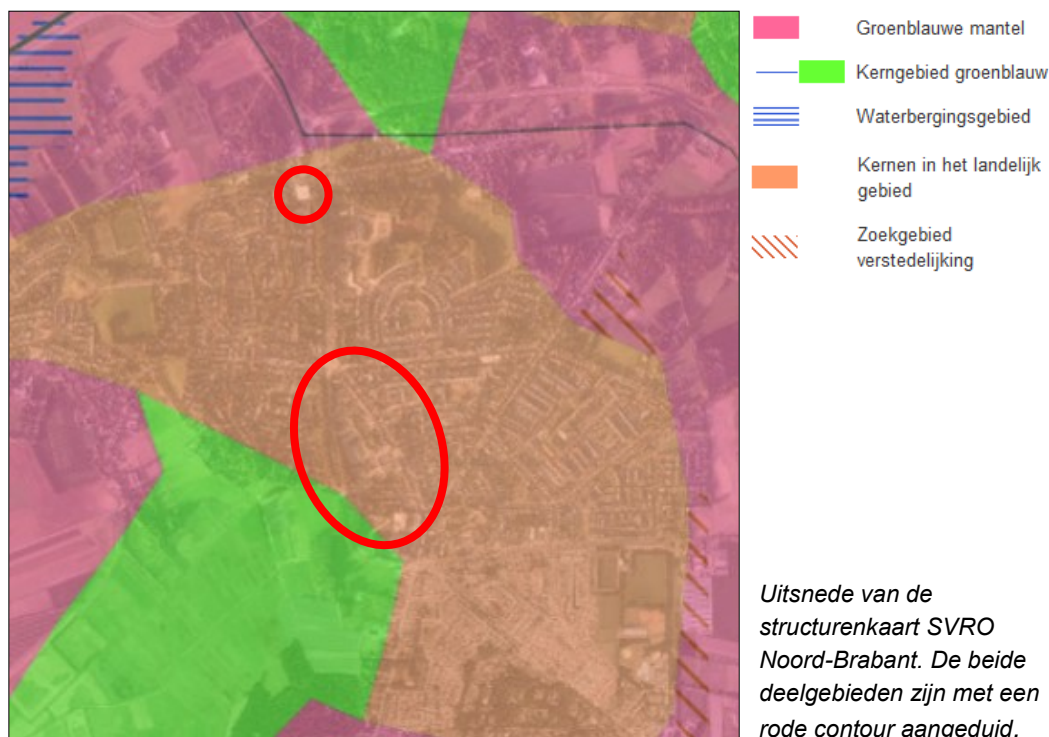 Groenblauwe mantel
Kerngebied groenblauw
Waterbergingsgebied
Kernen in het landelijk
gebied
Zoekgebied
verstedelijking
Uitsnede van de
structurenkaart SVRO
Noord-Brabant. De beide
deelgebieden zijn met een
rode contour aangeduid.